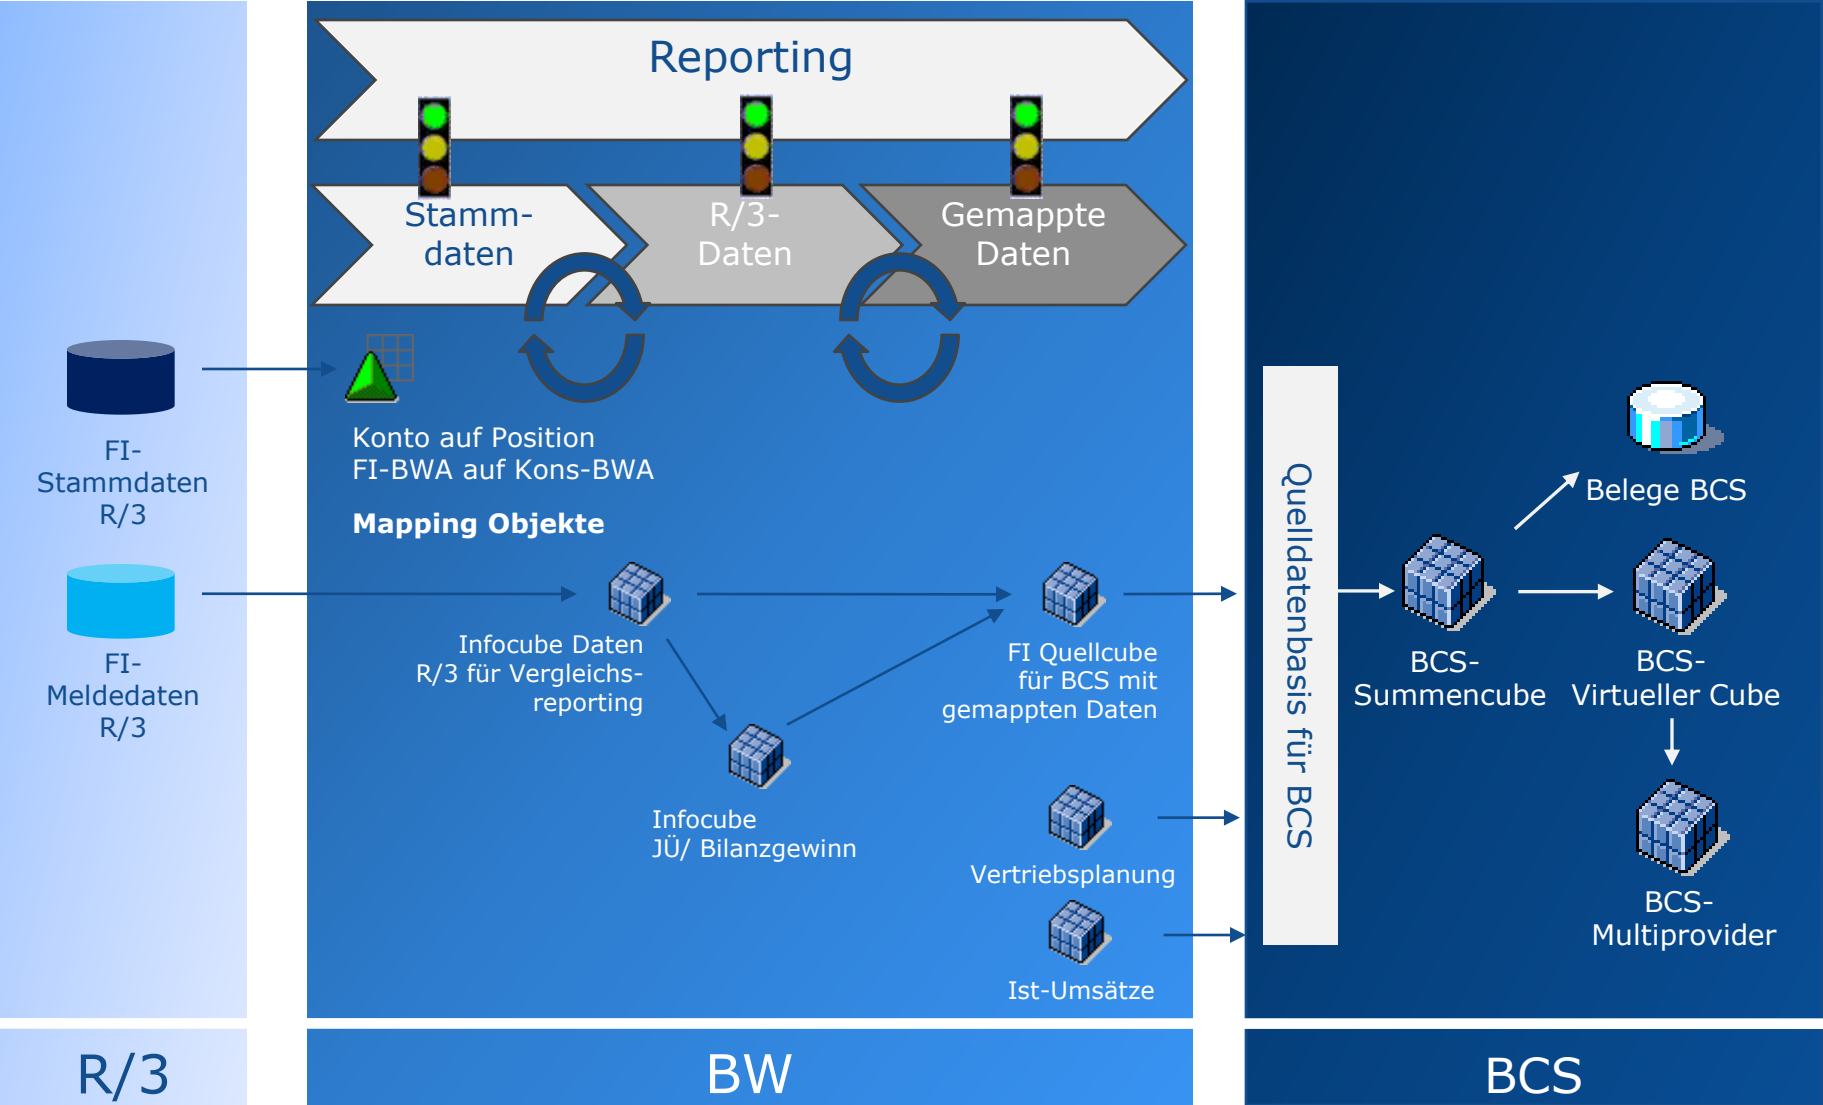 Reporting
Stamm-
daten
R/3-
Daten
Gemappte
Daten
FI-
Stammdaten
R/3
FI-
Meldedaten
R/3
Konto auf Position
FI-BWA auf Kons-BWA
Mapping Objekte
Infocube Daten
R/3 für Vergleichs-
reporting
Infocube
JÜ/ Bilanzgewinn
FI Quellcube
für BCS mit
gemappten Daten
Vertriebsplanung
Ist-Umsätze
Quelldatenbasis für BCS
Belege BCS
BCS-
Summencube
BCS-
Virtueller Cube
BCS-
Multiprovider
R/3
BW
BCS